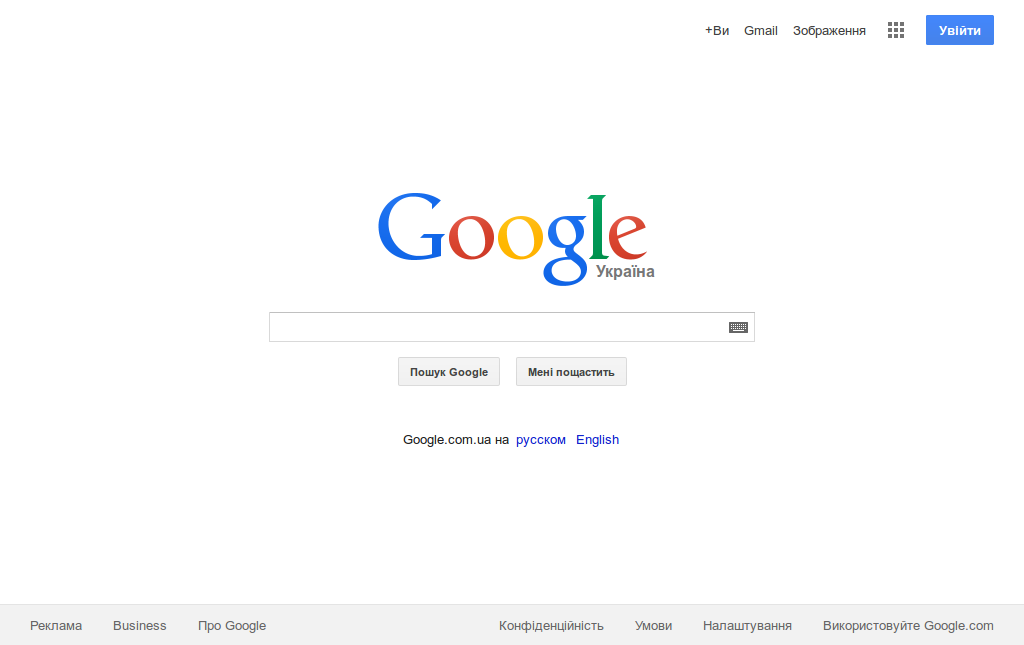 +Ви Gmail Зображення Увійти
Google
Україна
Пошук Google Мені пощастить
Google.com.ua на русском English
Реклама Business Про Google Конфіденційність Умови Налаштування Використовуйте Google.com